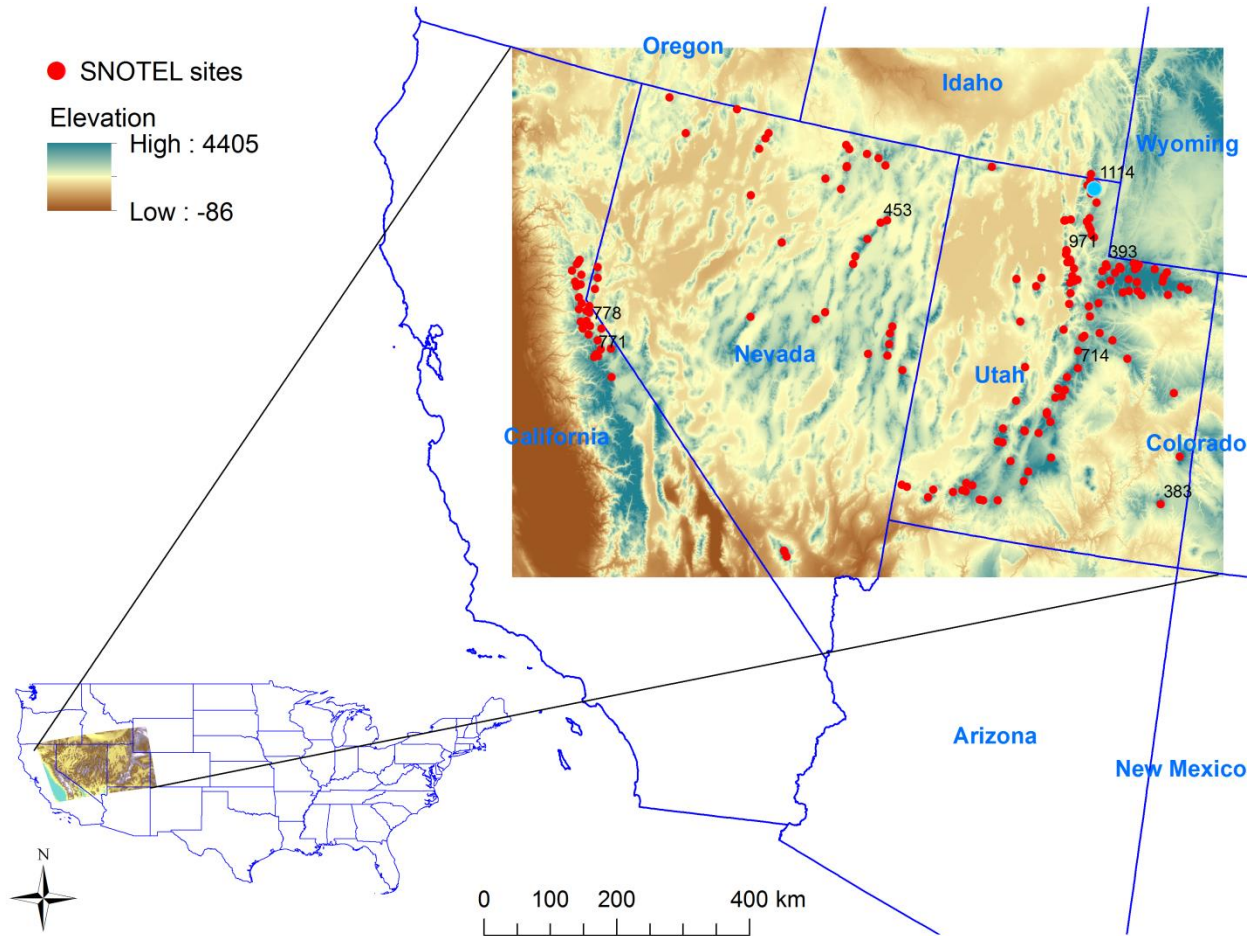 Oregon
SNOTEL sites
Idaho
Elevation
High : 4405
Wyoming
1114
Low : -86
453
971
393
778
771
Nevada
714
Utah
California
Colorado
383
Arizona
New Mexico
N
0 100 200 400 km